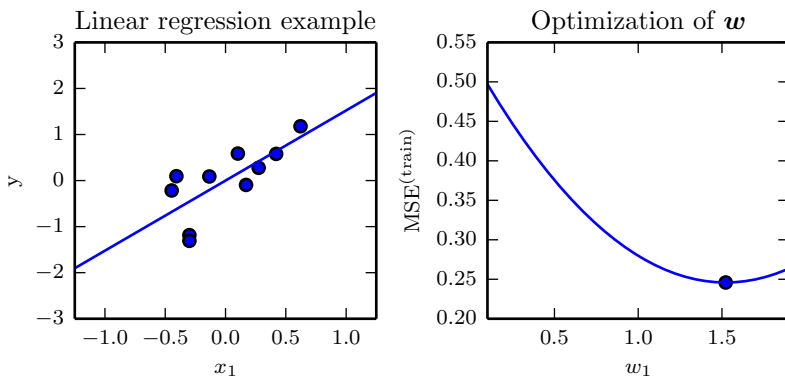 Linear regression example
3
2
1
0
−1
−2
−3
−1.0 −0.5 0.0 0.5 1.0
x1
y
Optimization of w
0.55
0.50
0.45
0.40
0.35
0.30
0.25
0.20
0.5 1.0 1.5
w1
MSE(train)